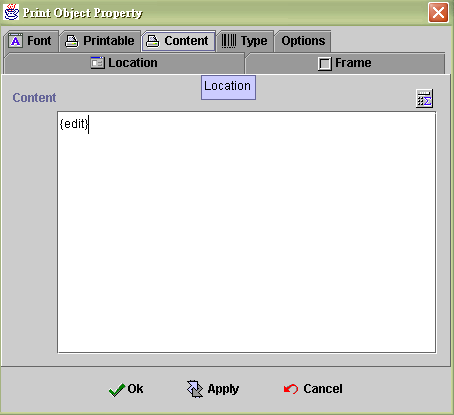 Print Object Property
Font Printable Content Type Options
Location Frame
Location
Content
{edit}
Ok Apply Cancel